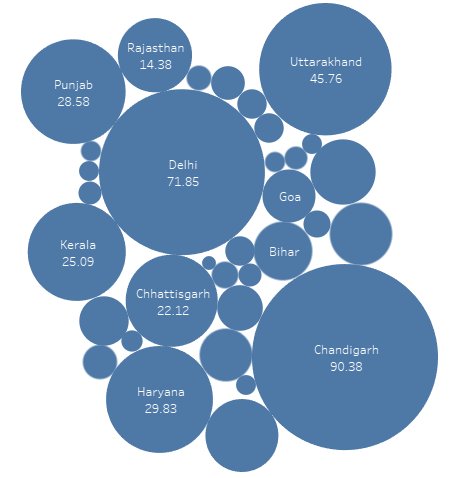 Rajasthan
14.38
Uttarakhand
45.76
Punjab
28.58
Delhi
71.85
Goa
Kerala
25.09
Bihar
Chhattisgarh
22.12
Chandigarh
90.38
Haryana
29.83